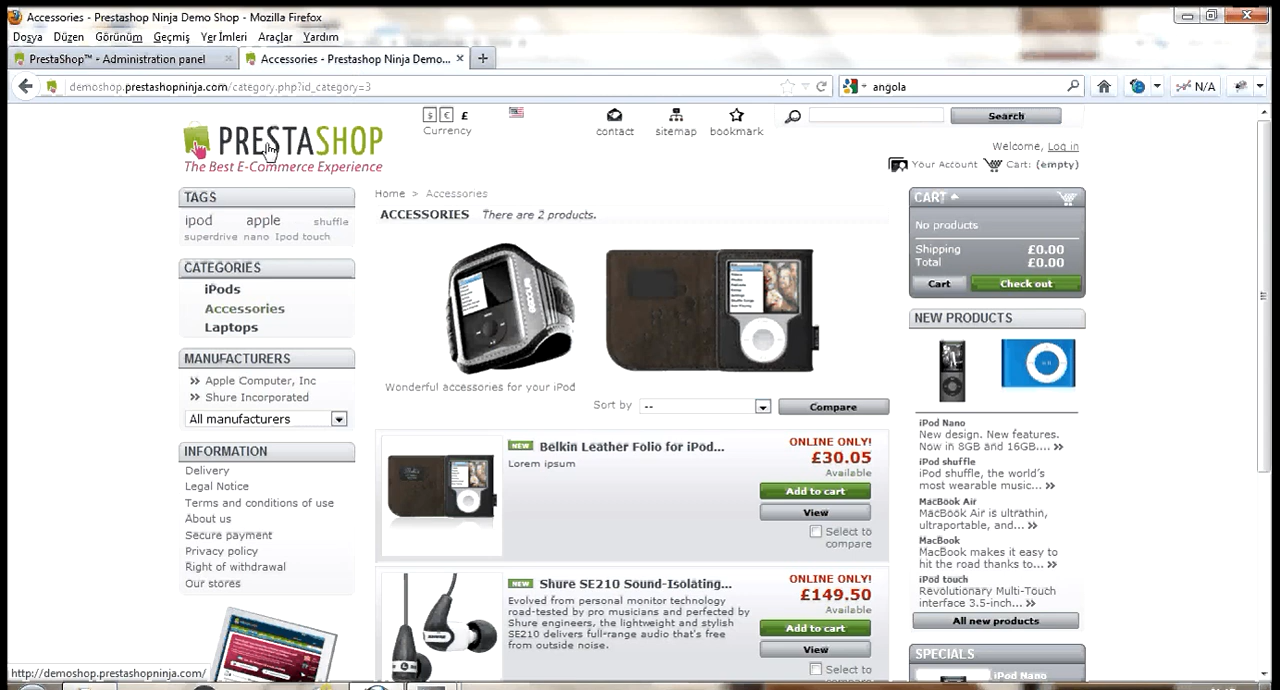 Accessories - Prestashop Ninja Demo Shop - Mozilla Firefox
Dosya Düzen Görünüm Geçmiş Yer İmleri Araçlar Yardım
PrestaShop™ - Administration panel
Accessories - Prestashop Ninja Demo...
demoshop.prestashopninja.com/category.php?id_category=3
angola
N/A
PRESTASHOP
The Best E-Commerce Experience
$ € £
Currency
contact sitemap bookmark
Search
Welcome, Log in
Your Account Cart: (empty)
TAGS
ipod apple shuffle
superdrive nano Ipod touch
CATEGORIES
iPods
Accessories
Laptops
MANUFACTURERS
Apple Computer, Inc
Shure Incorporated
All manufacturers
INFORMATION
Delivery
Legal Notice
Terms and conditions of use
About us
Secure payment
Privacy policy
Right of withdrawal
Our stores
Home > Accessories
ACCESSORIES There are 2 products.
Wonderful accessories for your iPod
Sort by -- Compare
NEW Belkin Leather Folio for iPod...
Lorem ipsum
ONLINE ONLY!
£30.05
Available
Add to cart
View
Select to
compare
NEW Shure SE210 Sound-Isolating...
Evolved from personal monitor technology
road-tested by pro musicians and perfected by
Shure engineers, the lightweight and stylish
SE210 delivers full-range audio that's free
from outside noise.
ONLINE ONLY!
£149.50
Available
Add to cart
View
Select to
CART
No products
Shipping £0.00
Total £0.00
Cart Check out
NEW PRODUCTS
iPod Nano
New design. New features.
Now in 8GB and 16GB....
iPod shuffle
iPod shuffle, the world's
most wearable music...
MacBook Air
MacBook Air is ultrathin,
ultraportable, and...
MacBook
MacBook makes it easy to
hit the road thanks to...
iPod touch
Revolutionary Multi-Touch
interface 3.5-inch...
All new products
SPECIALS
iPod Nano
http://demoshop.prestashopninja.com/